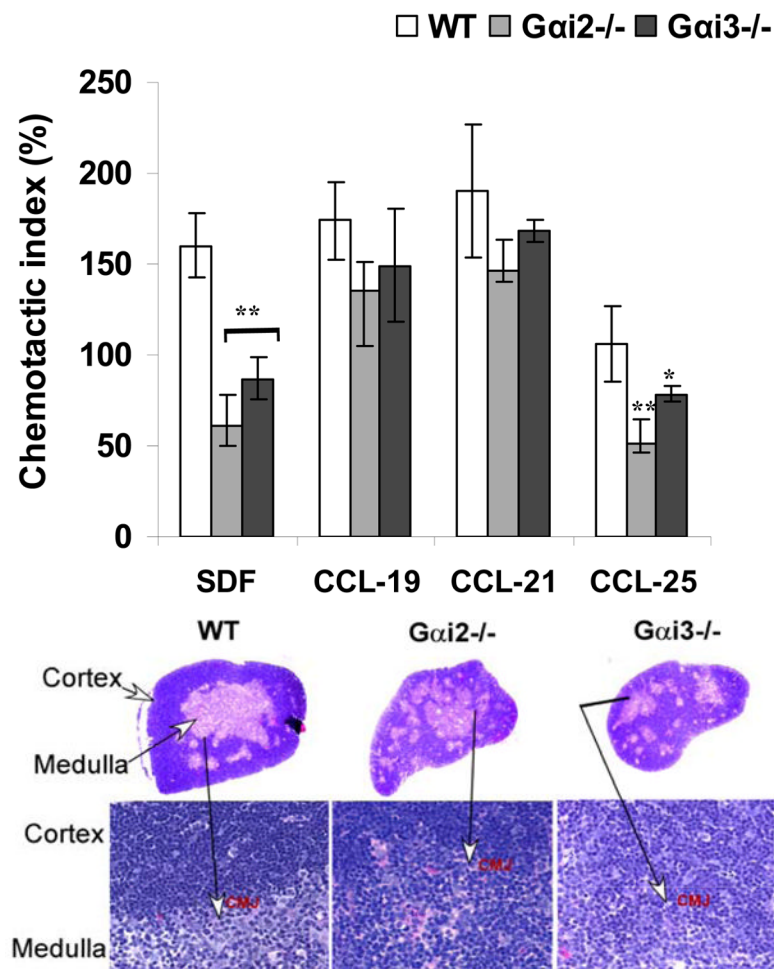 WT Gαi2-/- Gαi3-/-
Chemotactic index (%)
250
200
150
100
50
0
**
**
*
SDF CCL-19 CCL-21 CCL-25
WT Gαi2-/- Gαi3-/-
Cortex
Medulla
Cortex
CMJ
CMJ
CMJ
Medulla